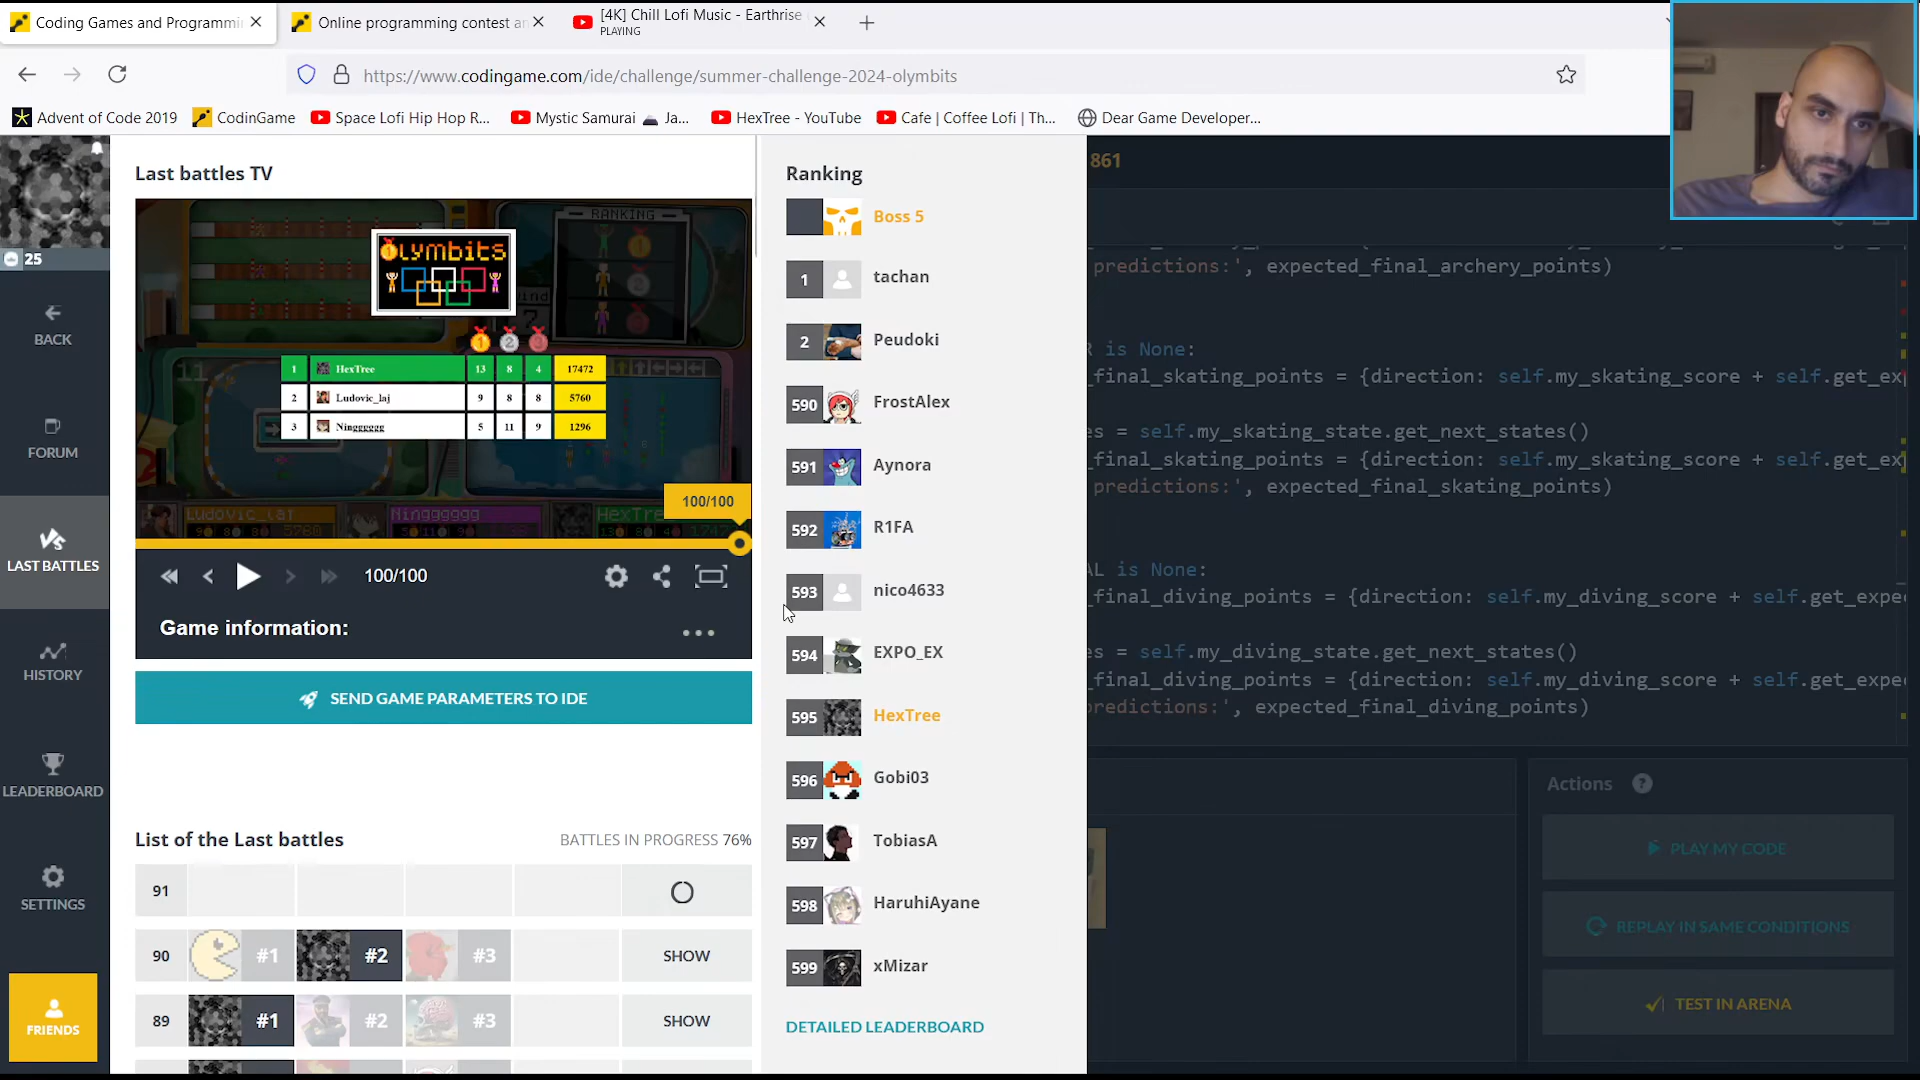 Coding Games and Programmi
Online programming contest a
[4K] Chill Lofi Music - Earthrise
PLAYING
https://www.codingame.com/ide/challenge/summer-challenge-2024-olymbits
Advent of Code 2019
CodinGame
Space Lofi Hip Hop R...
Mystic Samurai
Ja...
HexTree - YouTube
Cafe | Coffee Lofi | Th...
Dear Game Developer...
25
BACK
FORUM
LAST BATTLES
HISTORY
LEADERBOARD
SETTINGS
FRIENDS
Last battles TV
RANKING
Olymbits
1 HexTree 13 8 4 17472
2 Ludovic_laj 9 8 8 5760
3 Ningggggg 5 11 9 1296
11
100/100
Ludovic_laj
Ningggggg
HexTre
100/100
Game information:
SEND GAME PARAMETERS TO IDE
List of the Last battles
BATTLES IN PROGRESS 76%
91
90 #1 #2 #3 SHOW
89 #1 #2 #3 SHOW
Ranking
Boss 5
1 tachan
2 Peudoki
590 FrostAlex
591 Aynora
592 R1FA
593 nico4633
594 EXPO_EX
595 HexTree
596 Gobi03
597 TobiasA
598 HaruhiAyane
599 xMizar
DETAILED LEADERBOARD
861
predictions:', expected_final_archery_points)
R is None:
_final_skating_points = {direction: self.my_skating_score + self.get_ex
es = self.my_skating_state.get_next_states()
_final_skating_points = {direction: self.my_skating_score + self.get_ex
predictions:', expected_final_skating_points)
AL is None:
_final_diving_points = {direction: self.my_diving_score + self.get_expe
es = self.my_diving_state.get_next_states()
_final_diving_points = {direction: self.my_diving_score + self.get_expe
redictions:', expected_final_diving_points)
Actions ?
PLAY MY CODE
REPLAY IN SAME CONDITIONS
TEST IN ARENA